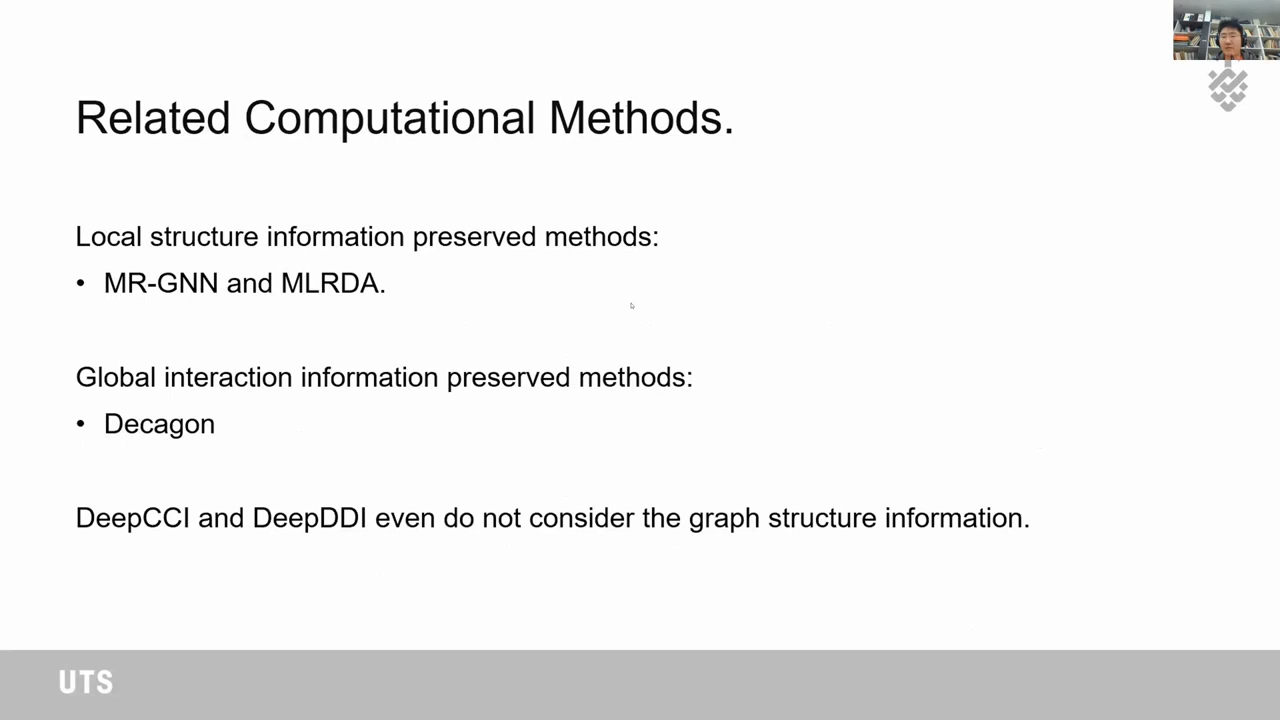 Related Computational Methods.
Local structure information preserved methods:
• MR-GNN and MLRDA.
Global interaction information preserved methods:
• Decagon
DeepCCI and DeepDDI even do not consider the graph structure information.
UTS